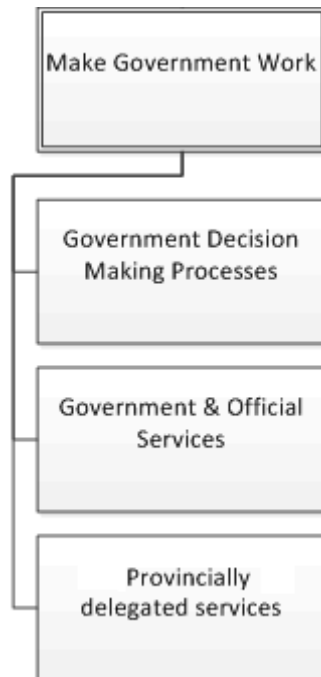 Make Government Work
Government Decision
Making Processes
Government & Official
Services
Provincially
delegated services